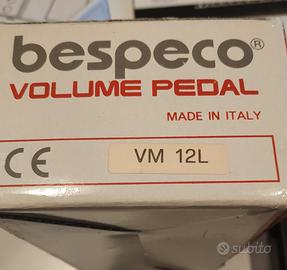 bespeco®
VOLUME PEDAL
MADE IN ITALY
CE
VM 12L
subito